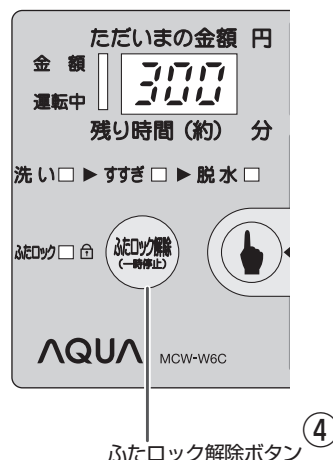 ただいまの金額 円
金 額
300
運転中
残り時間（約） 分
洗い□ ▶ すすぎ□ ▶ 脱水□
ふたロック□
ふたロック解除
（一時停止）
AQUA MCW-W6C
④
ふたロック解除ボタン